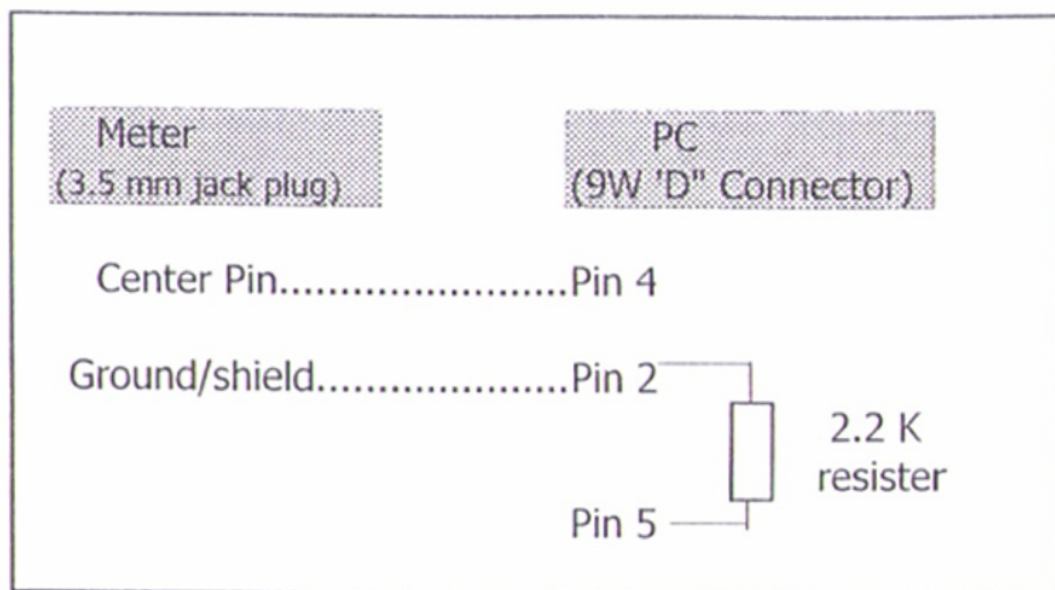 Meter
(3.5 mm jack plug)
PC
(9W 'D" Connector)
Center Pin.......................Pin 4
Ground/shield.....................Pin 2
2.2 K
resister
Pin 5